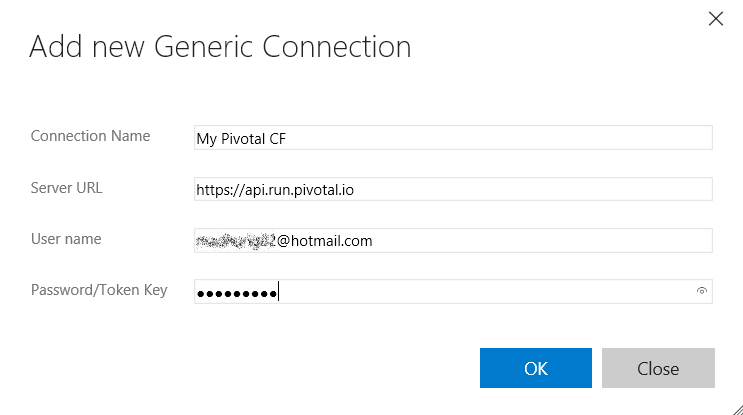 Add new Generic Connection
Connection Name
My Pivotal CF
Server URL
https://api.run.pivotal.io
User name
@hotmail.com
Password/Token Key
●●●●●●●●●
OK
Close